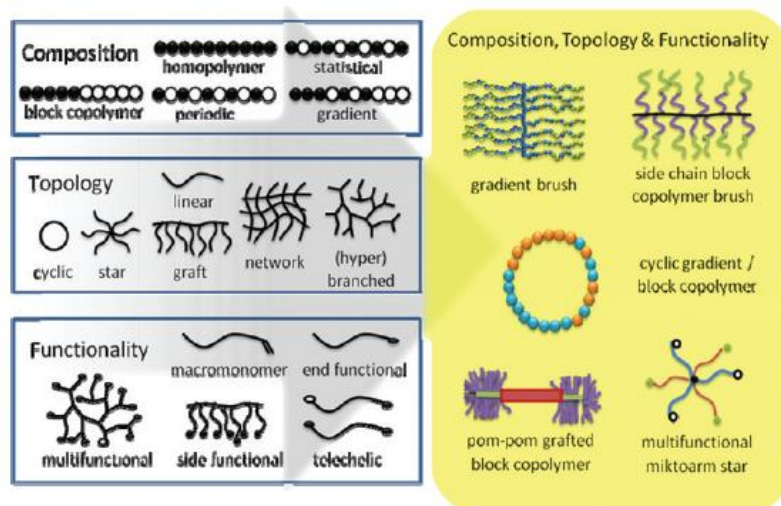 Composition
homopolymer
statistical
block copolymer
periodic
gradient
Topology
linear
cyclic
star
graft
network
(hyper)
branched
Functionality
macromonomer
end functional
multifunctional
side functional
telechelic
Composition, Topology & Functionality
gradient brush
side chain block
copolymer brush
cyclic gradient /
block copolymer
pom-pom grafted
block copolymer
multifunctional
miktoarm star